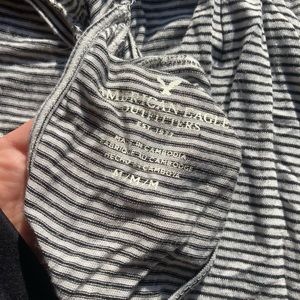 AMERICAN EAGLE
OUTFITTERS
EST. 1977
MADE IN CAMBODIA
FABRIQUÉ AU CAMBODGE
HECHO EN CAMBOYA
M/M/M